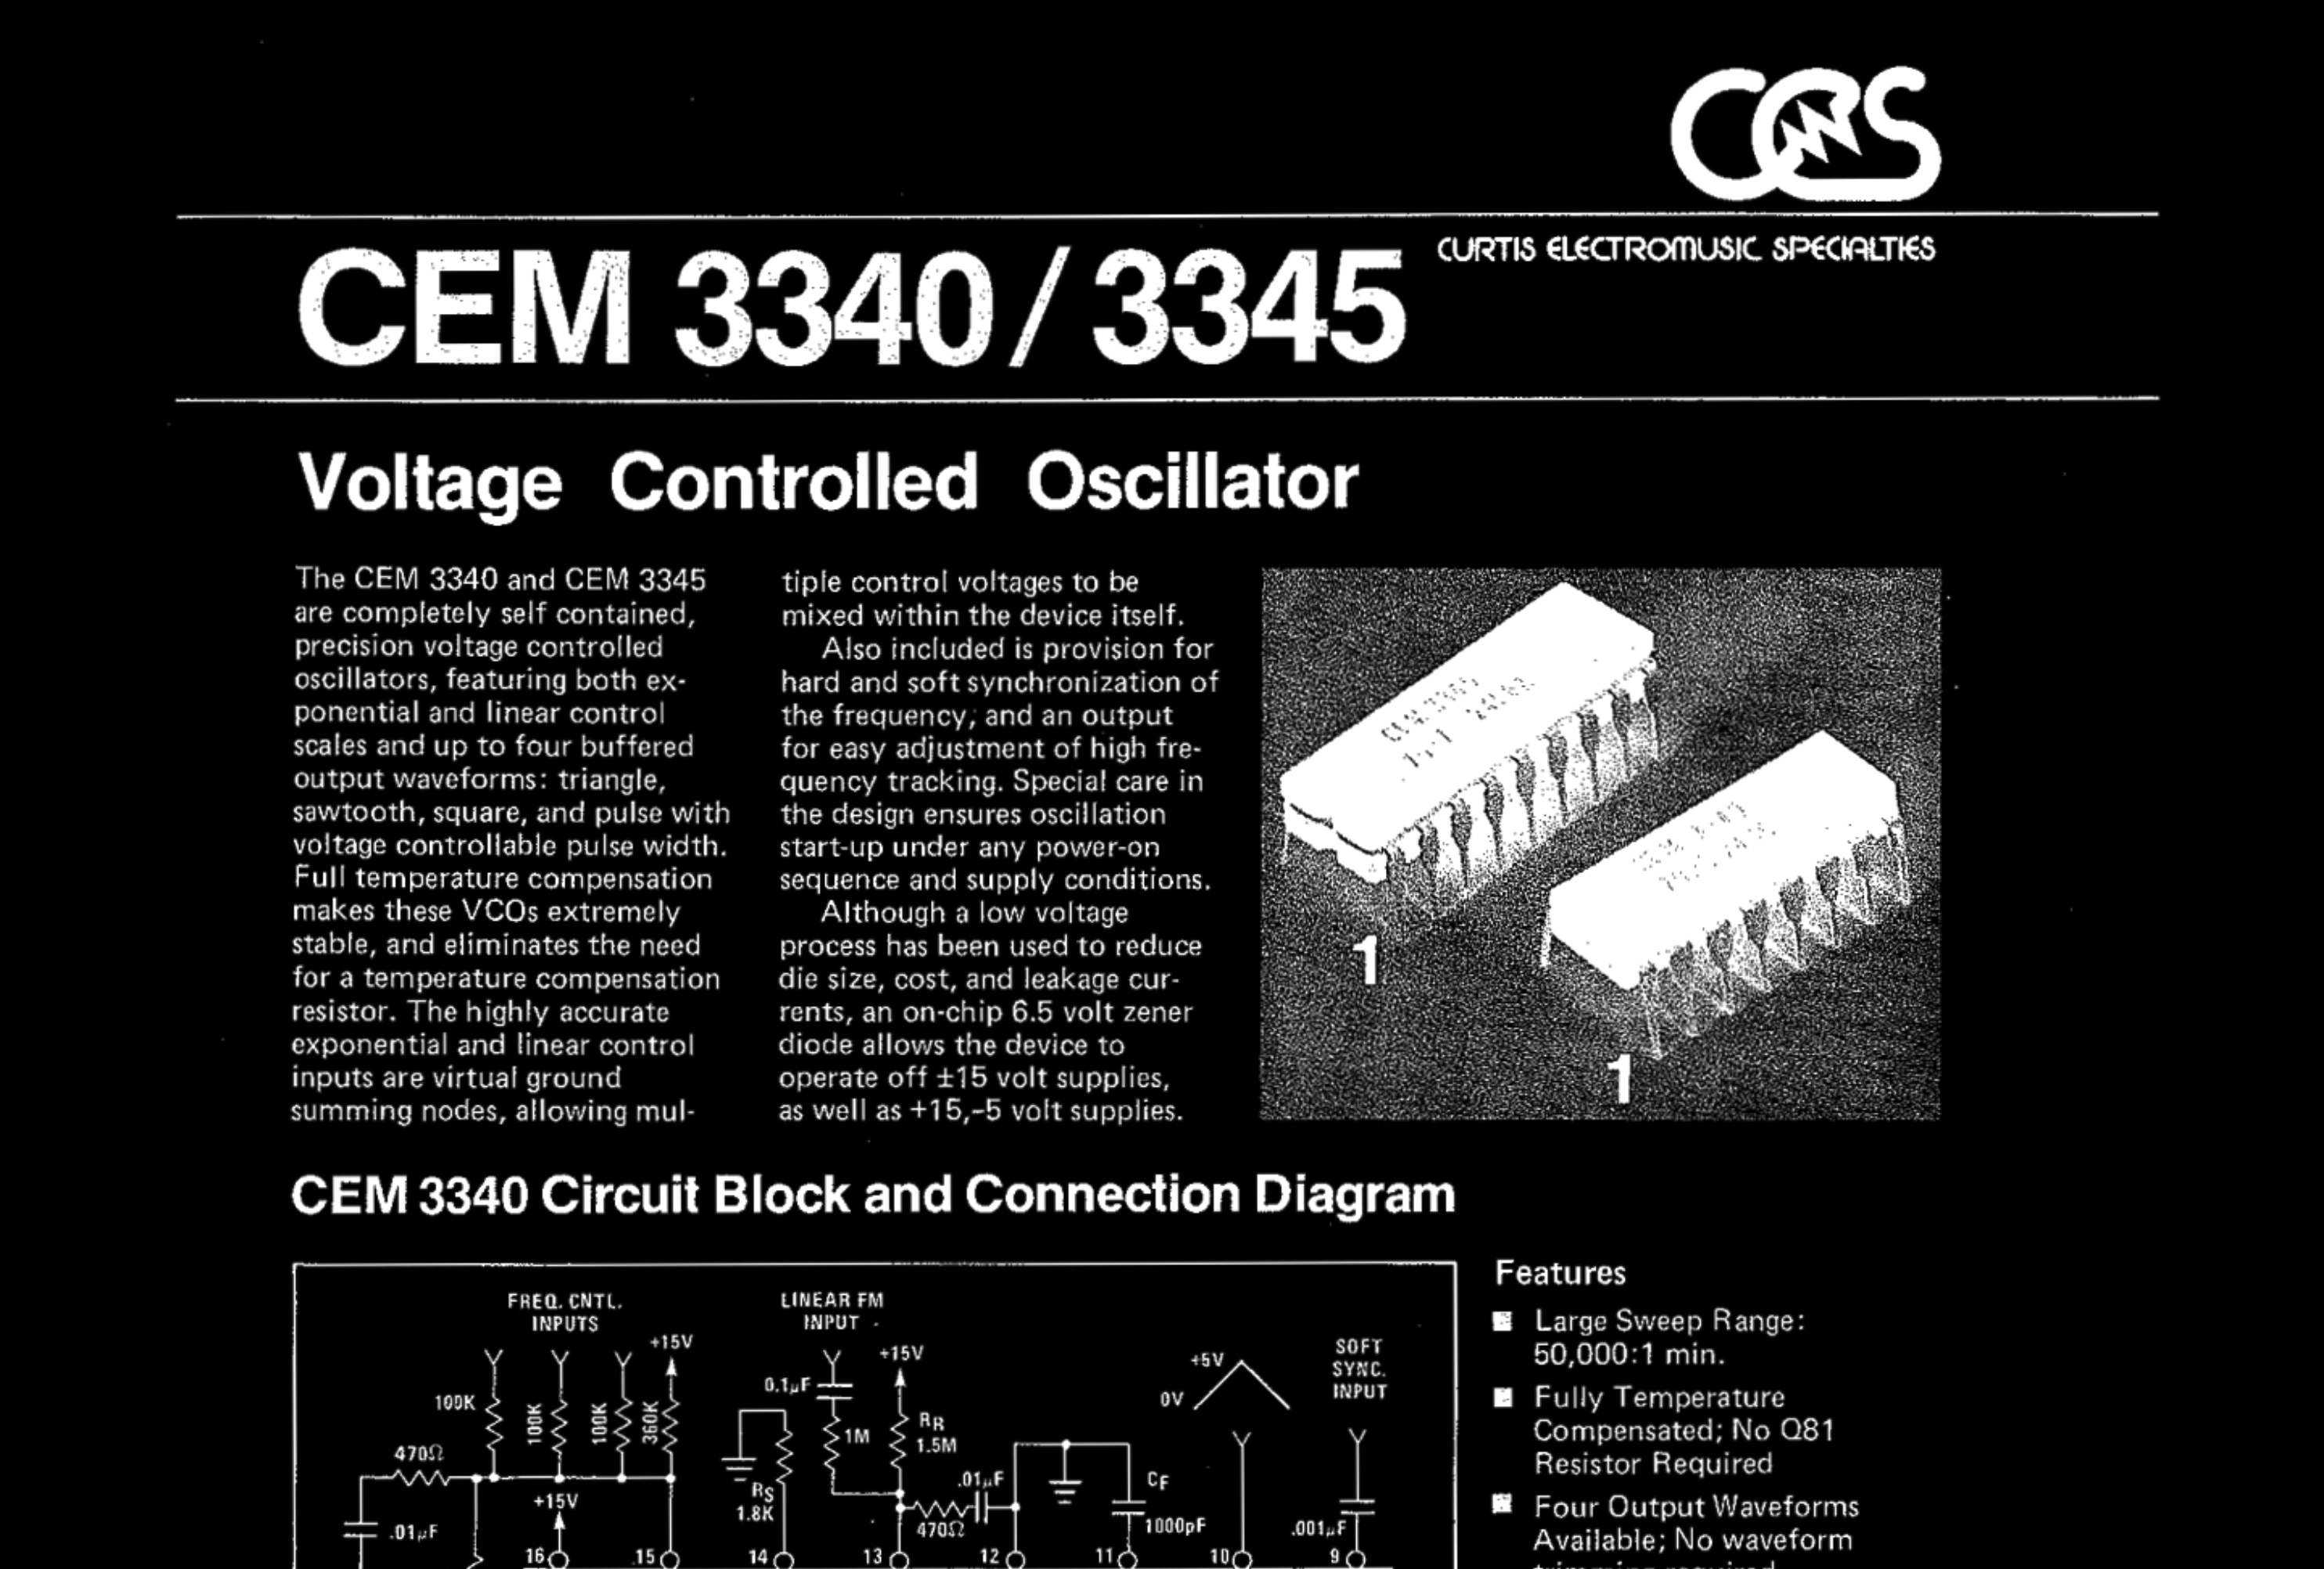 CES
CURTIS ELECTROMUSIC SPECIALTIES
CEM 3340/3345
Voltage Controlled Oscillator
The CEM 3340 and CEM 3345
are completely self contained,
precision voltage controlled
oscillators, featuring both ex-
ponential and linear control
scales and up to four buffered
output waveforms: triangle,
sawtooth, square, and pulse with
voltage controllable pulse width.
Full temperature compensation
makes these VCOs extremely
stable, and eliminates the need
for a temperature compensation
resistor. The highly accurate
exponential and linear control
inputs are virtual ground
summing nodes, allowing mul-
tiple control voltages to be
mixed within the device itself.
Also included is provision for
hard and soft synchronization of
the frequency, and an output
for easy adjustment of high fre-
quency tracking. Special care in
the design ensures oscillation
start-up under any power-on
sequence and supply conditions.
Although a low voltage
process has been used to reduce
die size, cost, and leakage cur-
rents, an on-chip 6.5 volt zener
diode allows the device to
operate off ±15 volt supplies,
as well as +15,-5 volt supplies.
1
1
CEM 3340 Circuit Block and Connection Diagram
FREQ. CNTL.
INPUTS
+15V
100K
100K
100K
360K
470Ω
+15V
.01µF
16
15
LINEAR FM
INPUT
+15V
0.1µF
1M
RR
1.5M
RS
1.8K
.01µF
470Ω
14
13
12
CF
1000pF
11
+5V
0V
10
SOFT
SYNC.
INPUT
.001µF
9
Features
Large Sweep Range:
50,000:1 min.
Fully Temperature
Compensated; No Q81
Resistor Required
Four Output Waveforms
Available; No waveform